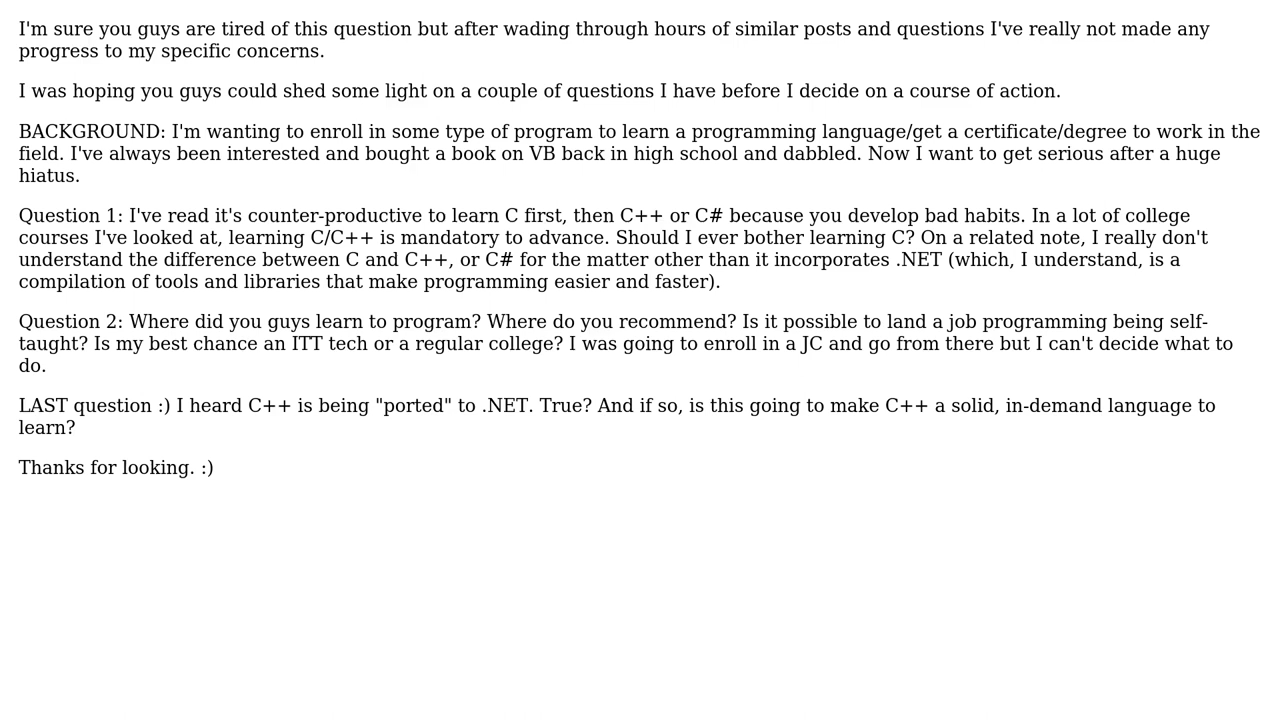 I'm sure you guys are tired of this question but after wading through hours of similar posts and questions I've really not made any
progress to my specific concerns.
I was hoping you guys could shed some light on a couple of questions I have before I decide on a course of action.
BACKGROUND: I'm wanting to enroll in some type of program to learn a programming language/get a certificate/degree to work in the
field. I've always been interested and bought a book on VB back in high school and dabbled. Now I want to get serious after a huge
hiatus.
Question 1: I've read it's counter-productive to learn C first, then C++ or C# because you develop bad habits. In a lot of college
courses I've looked at, learning C/C++ is mandatory to advance. Should I ever bother learning C? On a related note, I really don't
understand the difference between C and C++, or C# for the matter other than it incorporates .NET (which, I understand, is a
compilation of tools and libraries that make programming easier and faster).
Question 2: Where did you guys learn to program? Where do you recommend? Is it possible to land a job programming being self-
taught? Is my best chance an ITT tech or a regular college? I was going to enroll in a JC and go from there but I can't decide what to
do.
LAST question :) I heard C++ is being "ported" to .NET. True? And if so, is this going to make C++ a solid, in-demand language to
learn?
Thanks for looking. :)